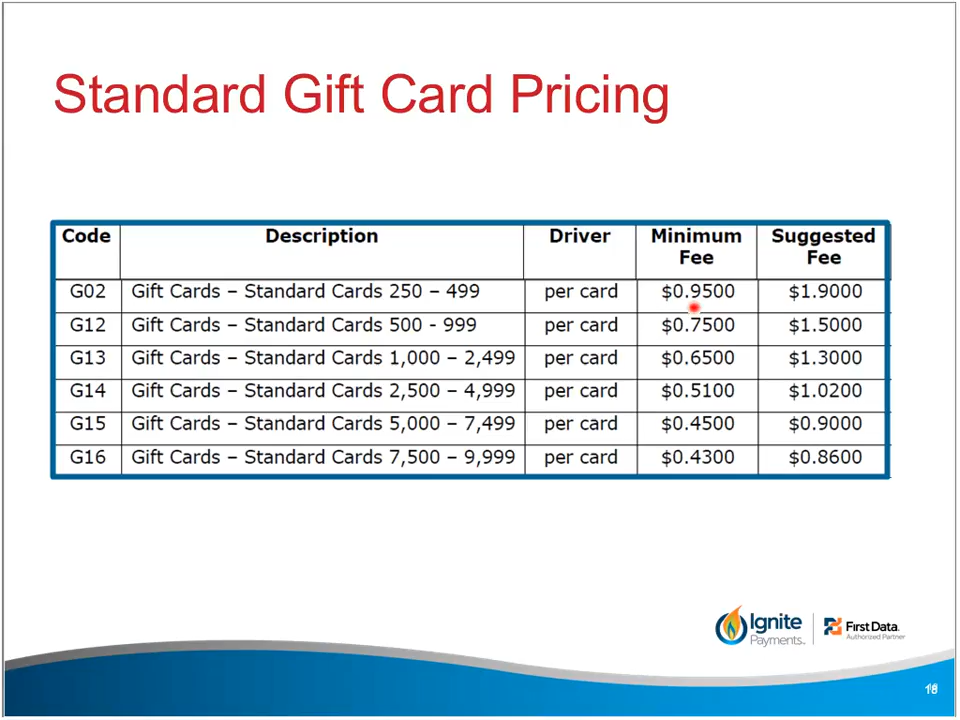 Standard Gift Card Pricing
Code Description Driver Minimum Fee Suggested Fee
G02 Gift Cards – Standard Cards 250 – 499 per card $0.9500 $1.9000
G12 Gift Cards – Standard Cards 500 - 999 per card $0.7500 $1.5000
G13 Gift Cards – Standard Cards 1,000 – 2,499 per card $0.6500 $1.3000
G14 Gift Cards – Standard Cards 2,500 – 4,999 per card $0.5100 $1.0200
G15 Gift Cards – Standard Cards 5,000 – 7,499 per card $0.4500 $0.9000
G16 Gift Cards – Standard Cards 7,500 – 9,999 per card $0.4300 $0.8600
Ignite
Payments.
First Data.
Authorized Partner